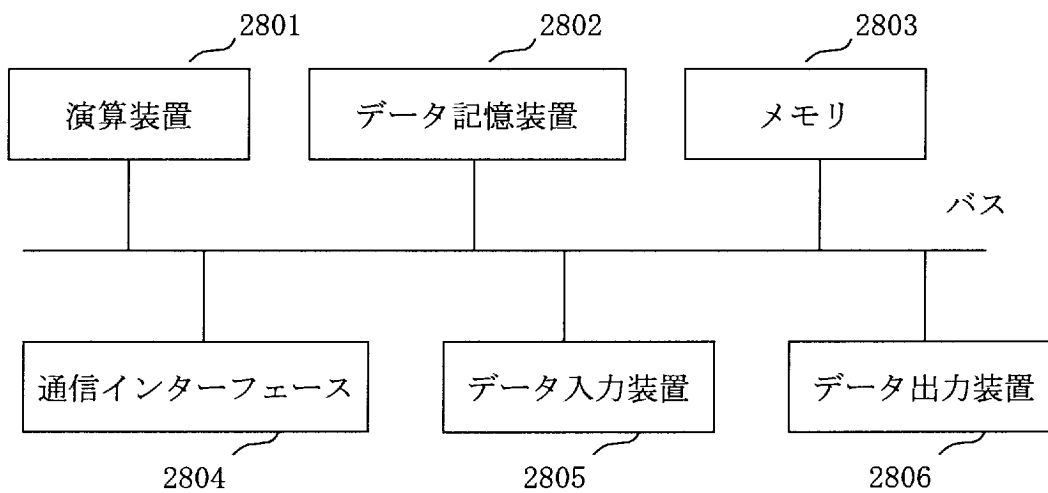 2801
2802
2803
演算装置
データ記憶装置
メモリ
バス
通信インターフェース
データ入力装置
データ出力装置
2804
2805
2806